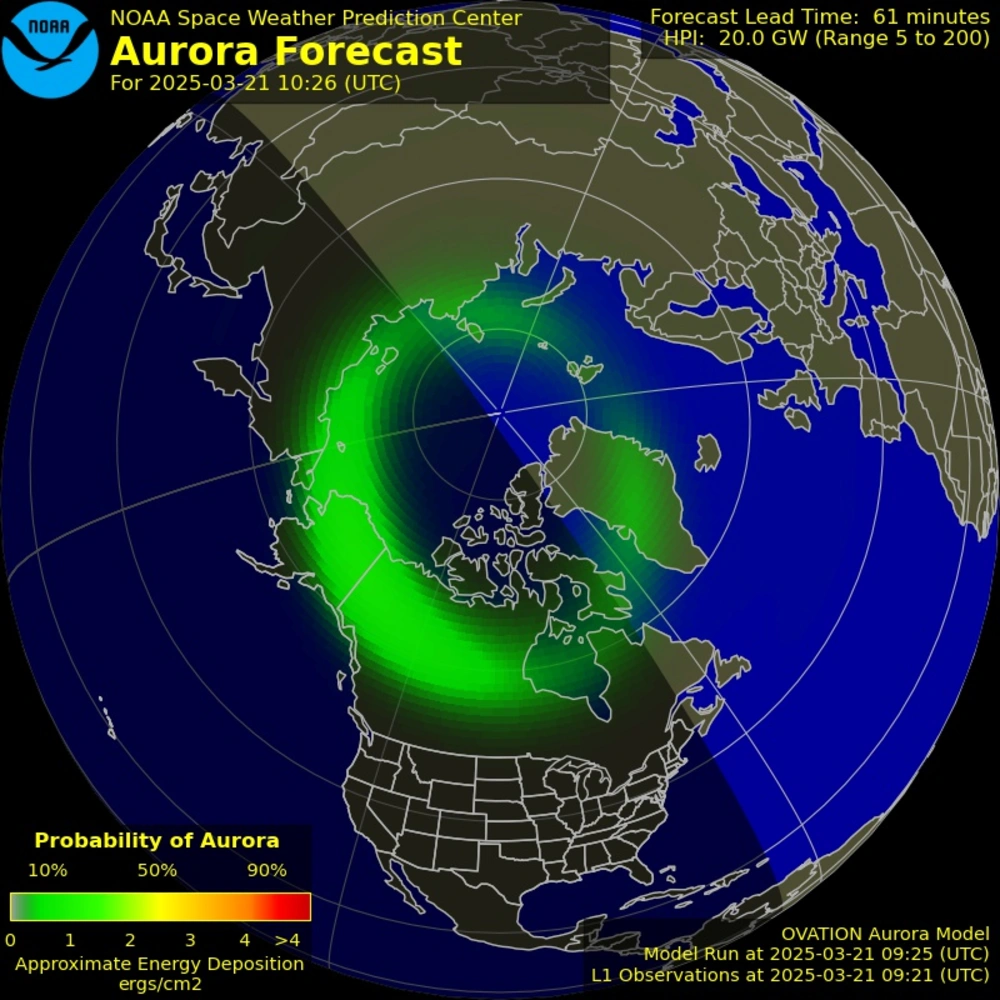 NOAA
NOAA Space Weather Prediction Center
Aurora Forecast
For 2025-03-21 10:26 (UTC)
Forecast Lead Time: 61 minutes
HPI: 20.0 GW (Range 5 to 200)
Probability of Aurora
10% 50% 90%
0 1 2 3 4 >4
Approximate Energy Deposition
ergs/cm2
OVATION Aurora Model
Model Run at 2025-03-21 09:25 (UTC)
L1 Observations at 2025-03-21 09:21 (UTC)